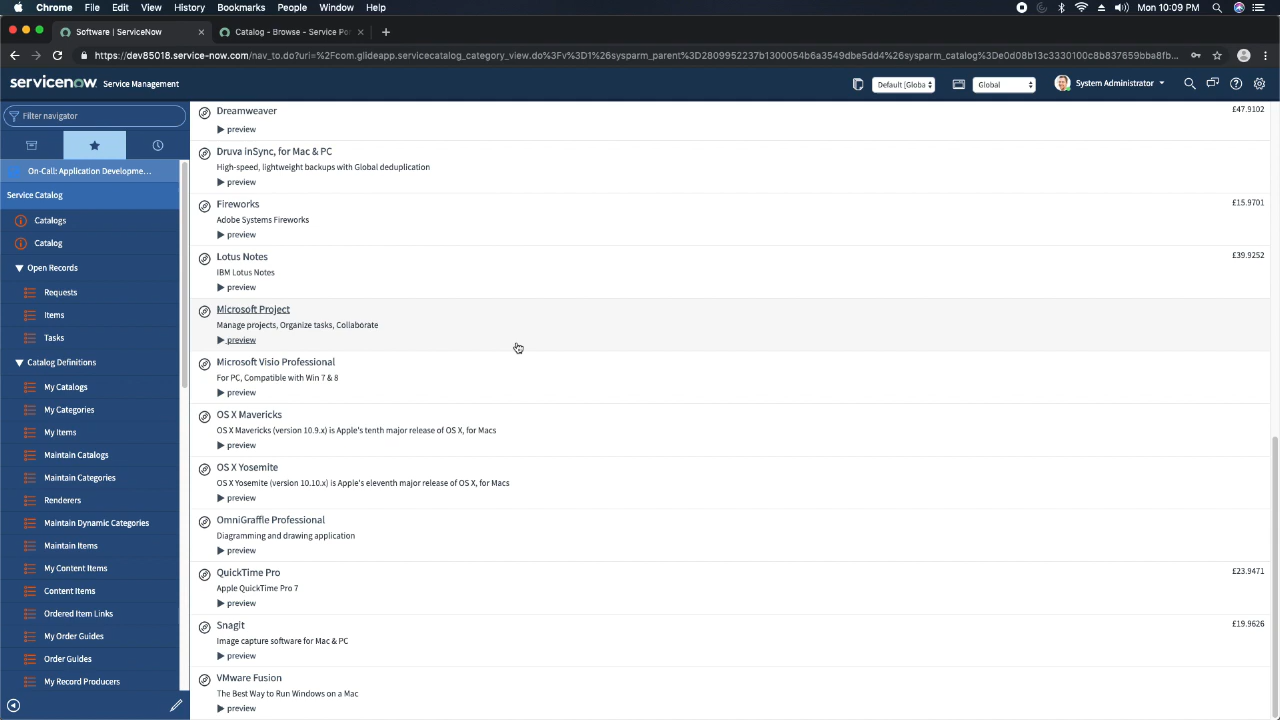 Chrome File Edit View History Bookmarks People Window Help Mon 10:09 PM
Software | ServiceNow Catalog - Browse - Service Por
https://dev85018.service-now.com/nav_to.do?uri=%2Fcom.glideapp.servicecatalog_category_view.do%3Fv%3D1%26sysparm_parent%3D2809952237b1300054b6a3549dbe5dd4%26sysparm_catalog%3De0d08b13c3330100c8b837659bba8fb...
servicenow Service Management Default [Globa Global System Administrator
Filter navigator
On-Call: Application Developme...
Service Catalog
Catalogs
Catalog
Open Records
Requests
Items
Tasks
Catalog Definitions
My Catalogs
My Categories
My Items
Maintain Catalogs
Maintain Categories
Renderers
Maintain Dynamic Categories
Maintain Items
My Content Items
Content Items
Ordered Item Links
My Order Guides
Order Guides
My Record Producers
Dreamweaver £47.9102
preview
Druva inSync, for Mac & PC
High-speed, lightweight backups with Global deduplication
preview
Fireworks £15.9701
Adobe Systems Fireworks
preview
Lotus Notes £39.9252
IBM Lotus Notes
preview
Microsoft Project
Manage projects, Organize tasks, Collaborate
preview
Microsoft Visio Professional
For PC, Compatible with Win 7 & 8
preview
OS X Mavericks
OS X Mavericks (version 10.9.x) is Apple's tenth major release of OS X, for Macs
preview
OS X Yosemite
OS X Yosemite (version 10.10.x) is Apple's eleventh major release of OS X, for Macs
preview
OmniGraffle Professional
Diagramming and drawing application
preview
QuickTime Pro £23.9471
Apple QuickTime Pro 7
preview
Snagit £19.9626
Image capture software for Mac & PC
preview
VMware Fusion
The Best Way to Run Windows on a Mac
preview